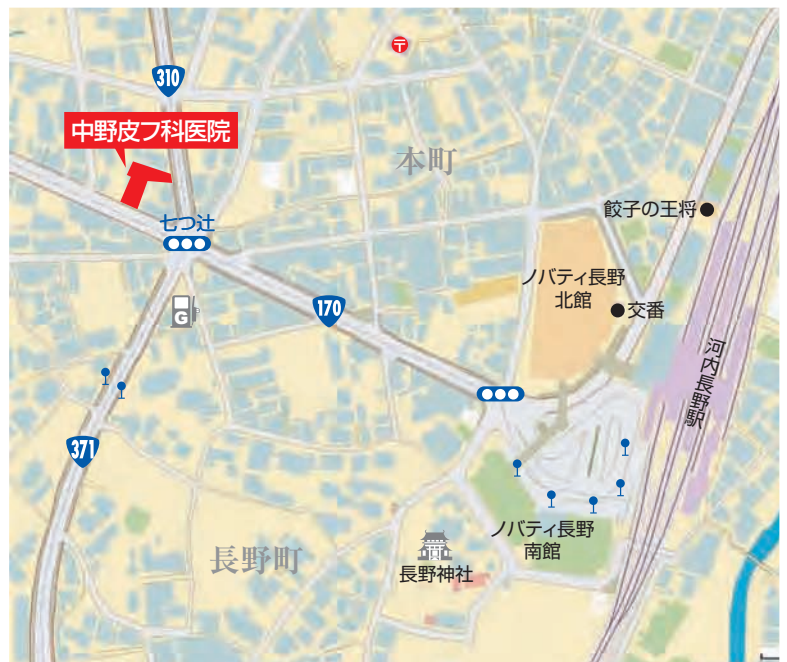 〒
310
中野皮フ科医院
本町
七つ辻
餃子の王将
ノバティ長野
北館
交番
170
G
河内長野駅
371
ノバティ長野
南館
長野町
長野神社